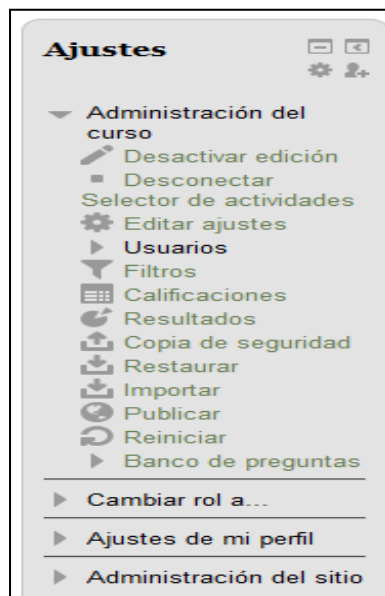 Ajustes
Administración del
curso
Desactivar edición
Desconectar
Selector de actividades
Editar ajustes
Usuarios
Filtros
Calificaciones
Resultados
Copia de seguridad
Restaurar
Importar
Publicar
Reiniciar
Banco de preguntas
Cambiar rol a...
Ajustes de mi perfil
Administración del sitio